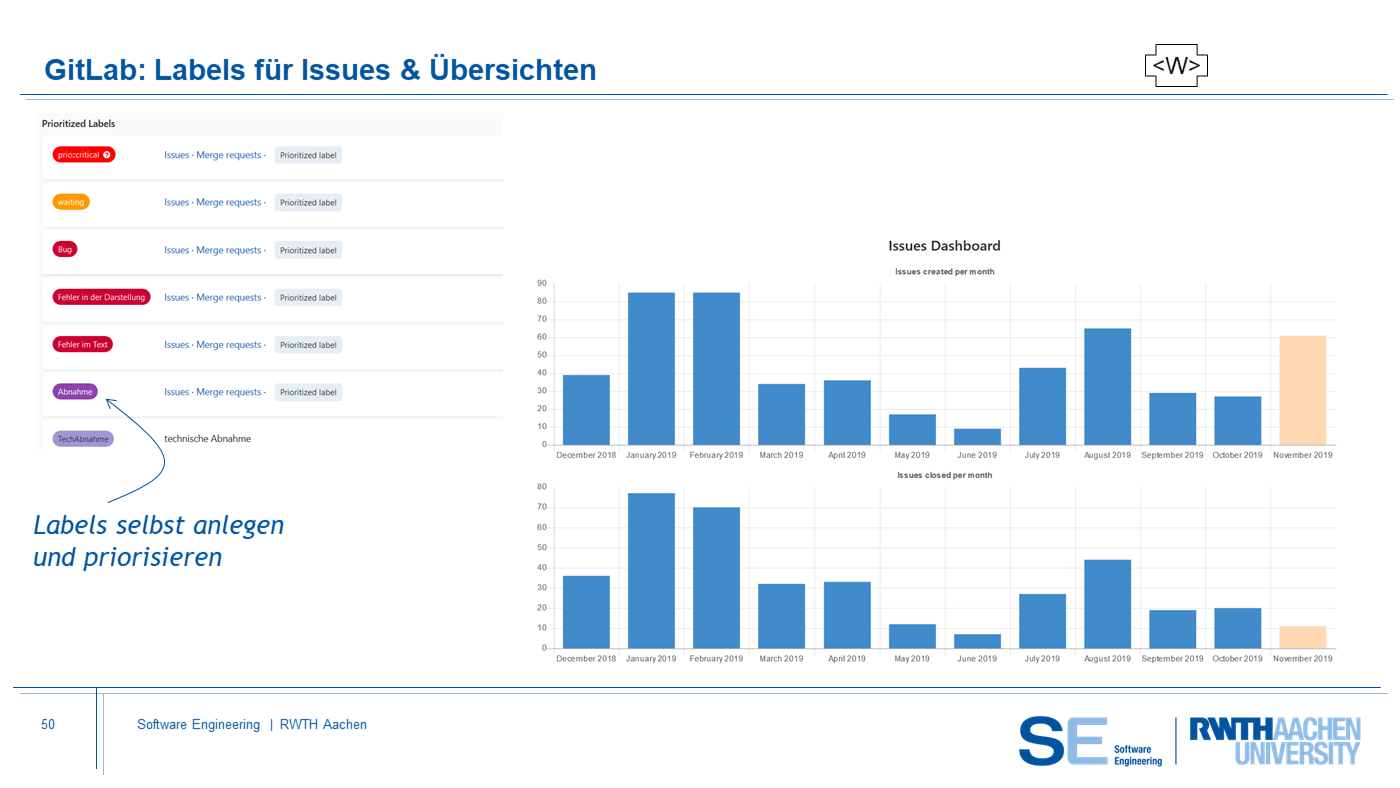 GitLab: Labels für Issues & Übersichten
<W>
Prioritized Labels
prio::critical ? Issues · Merge requests · Prioritized label
waiting Issues · Merge requests · Prioritized label
Bug Issues · Merge requests · Prioritized label
Fehler in der Darstellung Issues · Merge requests · Prioritized label
Fehler im Text Issues · Merge requests · Prioritized label
Abnahme Issues · Merge requests · Prioritized label
TechAbnahme technische Abnahme
Labels selbst anlegen
und priorisieren
Issues Dashboard
Issues created per month
90
80
70
60
50
40
30
20
10
0
December 2018 January 2019 February 2019 March 2019 April 2019 May 2019 June 2019 July 2019 August 2019 September 2019 October 2019 November 2019
Issues closed per month
80
70
60
50
40
30
20
10
0
December 2018 January 2019 February 2019 March 2019 April 2019 May 2019 June 2019 July 2019 August 2019 September 2019 October 2019 November 2019
50
Software Engineering | RWTH Aachen
SE Software
Engineering
RWTHAACHEN
UNIVERSITY